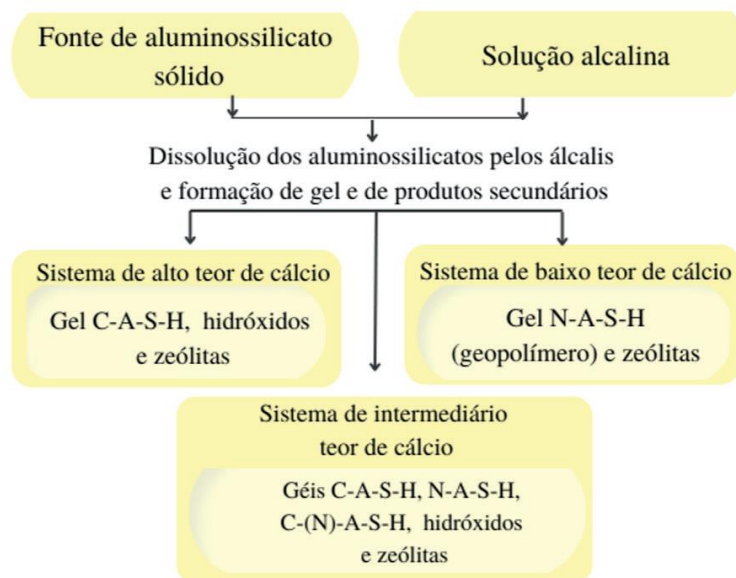 Fonte de aluminossilicato
sólido
Solução alcalina
Dissolução dos aluminossilicatos pelos álcalis
e formação de gel e de produtos secundários
Sistema de alto teor de cálcio
Gel C-A-S-H, hidróxidos
e zeólitas
Sistema de baixo teor de cálcio
Gel N-A-S-H
(geopolímero) e zeólitas
Sistema de intermediário
teor de cálcio
Géis C-A-S-H, N-A-S-H,
C-(N)-A-S-H, hidróxidos
e zeólitas